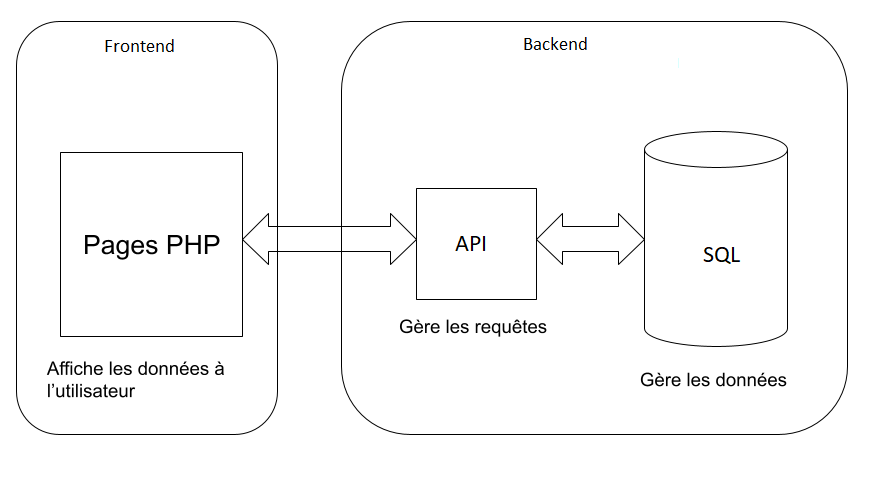 Frontend
Backend
Pages PHP
API
SQL
Gère les requêtes
Affiche les données à
l’utilisateur
Gère les données